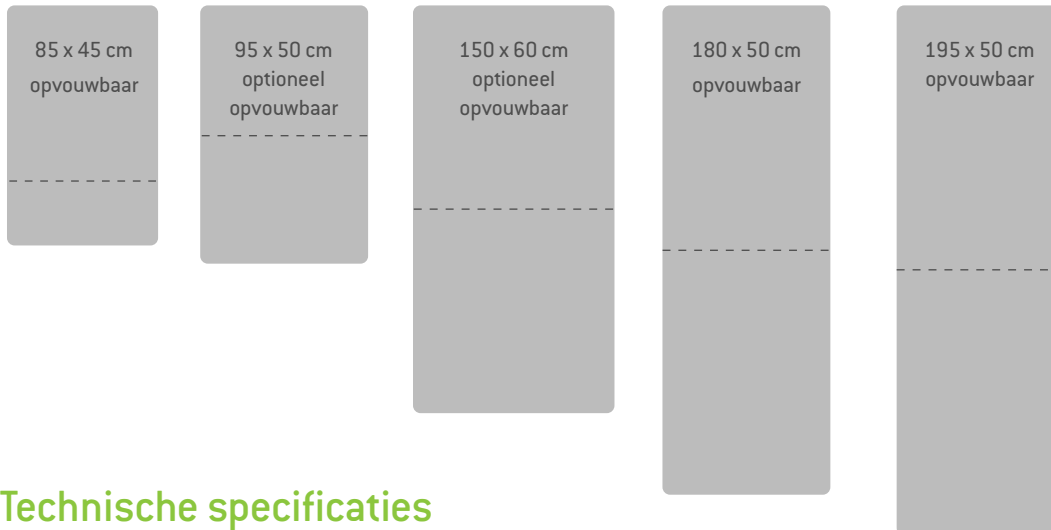 85 x 45 cm
opvouwbaar
95 x 50 cm
optioneel
opvouwbaar
150 x 60 cm
optioneel
opvouwbaar
180 x 50 cm
opvouwbaar
195 x 50 cm
opvouwbaar
Technische specificaties